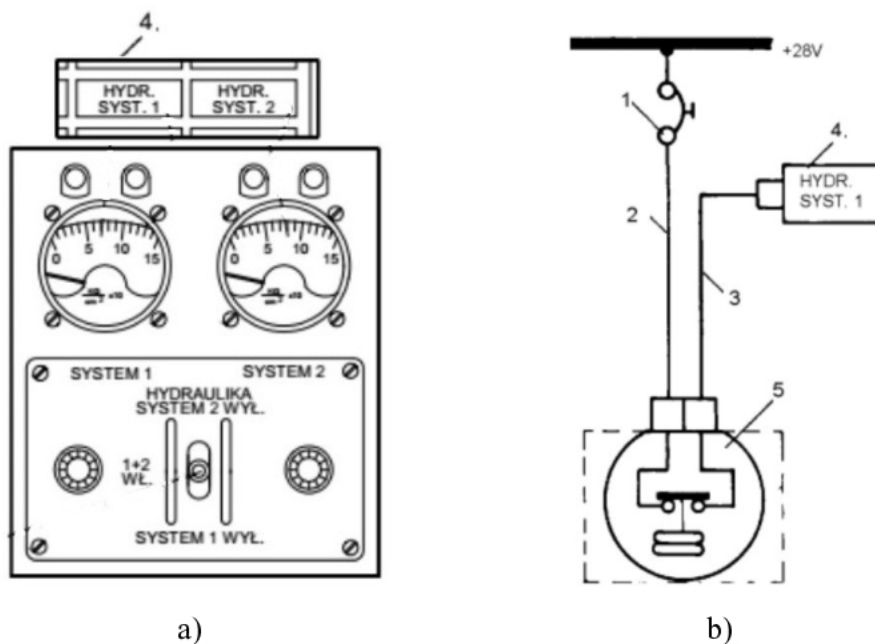 4.
HYDR.
SYST. 1
HYDR.
SYST. 2
0 5 10 15
0 5 10 15
SYSTEM 1
SYSTEM 2
HYDRAULIKA
SYSTEM 2 WYŁ.
1+2
WŁ.
SYSTEM 1 WYŁ.
a)
+28V
1
4.
HYDR.
SYST. 1
2
3
5
b)